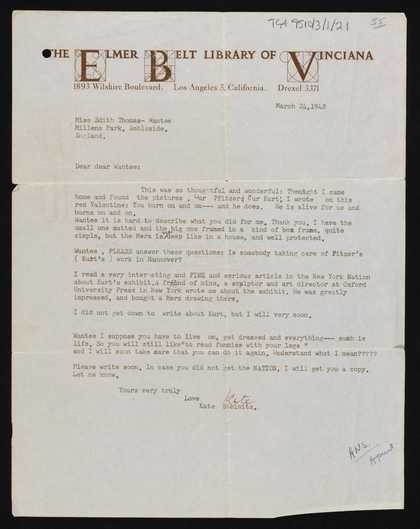 TGA 9510/3/1/21
55
THE ELMER BELT LIBRARY OF VINCIANA
1893 Wilshire Boulevard. Los Angeles 5, California. Drexel 3371
March 24, 1948
Miss Edith Thomas- Wantee
Millens Park, Ambleside,
England.
Dear dear Wantee:
This was so thoughtful and wonderful: Thenight I came
home and found the pictures , Our Pfitzer; Our Kurt; I wrote on this
red Valentine: You burn on and on--- and he does. He is alive for us and
burns on and on.
Wantee it is hard to describe what you did for me, Thank you, I have the
small one matted and the big one framed in a kind of box frame, quite
simple, but the Merz is deep like in a house, and well protected.
Wantee , PLEASE answer these questions: Is somebody taking care of Fitzer's
( Kurt's ) work in Hannover?
I read a very interesting and FINE and serious article in the New York Nation
about Kurt's exhibit. A friend of mine, a sculptor and art director at Oxford
University Press in New York wrote me about the exhibit. He was greatly
impressed, and bought a Merz drawing there.
I did not get down to write about Kurt, but I will very soon.
Wantee I suppose you have to live on, get dressed and everything--- such is
life. So you will still like"to read funnies with your legs "
and I will soon take care that you can do it again. Understand what I mean?????
Please write soon. In case you did not get the NATION, I will get you a copy.
Let me know.
Yours very truly
Love
Kate
Kate Steinitz.
ANS